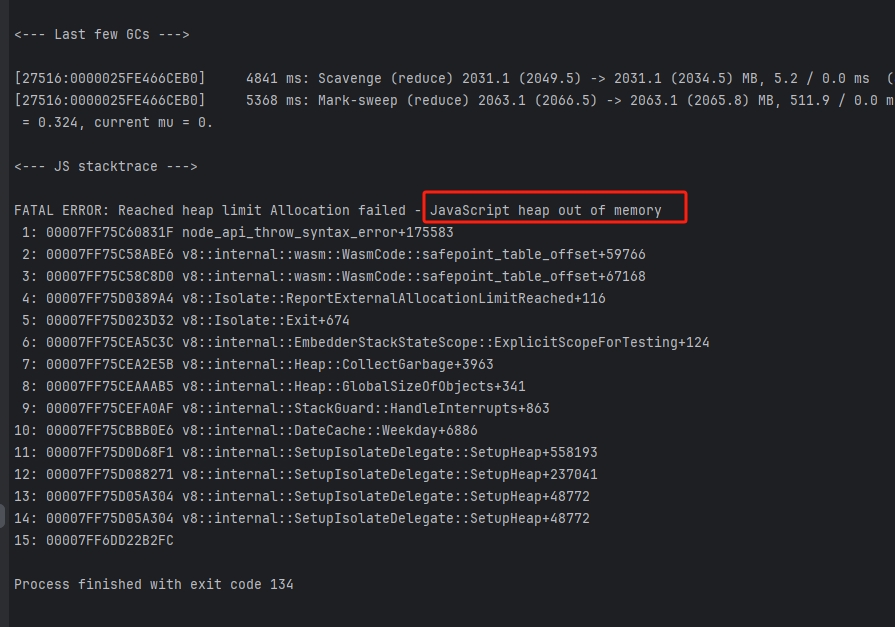 <--- Last few GCs --->
[27516:0000025FE466CEB0]     4841 ms: Scavenge (reduce) 2031.1 (2049.5) -> 2031.1 (2034.5) MB, 5.2 / 0.0 ms  (
[27516:0000025FE466CEB0]     5368 ms: Mark-sweep (reduce) 2063.1 (2066.5) -> 2063.1 (2065.8) MB, 511.9 / 0.0 m
 = 0.324, current mu = 0.
<--- JS stacktrace --->
FATAL ERROR: Reached heap limit Allocation failed - JavaScript heap out of memory
 1: 00007FF75C60831F node_api_throw_syntax_error+175583
 2: 00007FF75C58ABE6 v8::internal::wasm::WasmCode::safepoint_table_offset+59766
 3: 00007FF75C58C8D0 v8::internal::wasm::WasmCode::safepoint_table_offset+67168
 4: 00007FF75D0389A4 v8::Isolate::ReportExternalAllocationLimitReached+116
 5: 00007FF75D023D32 v8::Isolate::Exit+674
 6: 00007FF75CEA5C3C v8::internal::EmbedderStackStateScope::ExplicitScopeForTesting+124
 7: 00007FF75CEA2E5B v8::internal::Heap::CollectGarbage+3963
 8: 00007FF75CEAAAB5 v8::internal::Heap::GlobalSizeOfObjects+341
 9: 00007FF75CEFA0AF v8::internal::StackGuard::HandleInterrupts+863
10: 00007FF75CBBB0E6 v8::internal::DateCache::Weekday+6886
11: 00007FF75D0D68F1 v8::internal::SetupIsolateDelegate::SetupHeap+558193
12: 00007FF75D088271 v8::internal::SetupIsolateDelegate::SetupHeap+237041
13: 00007FF75D05A304 v8::internal::SetupIsolateDelegate::SetupHeap+48772
14: 00007FF75D05A304 v8::internal::SetupIsolateDelegate::SetupHeap+48772
15: 00007FF6DD22B2FC
Process finished with exit code 134